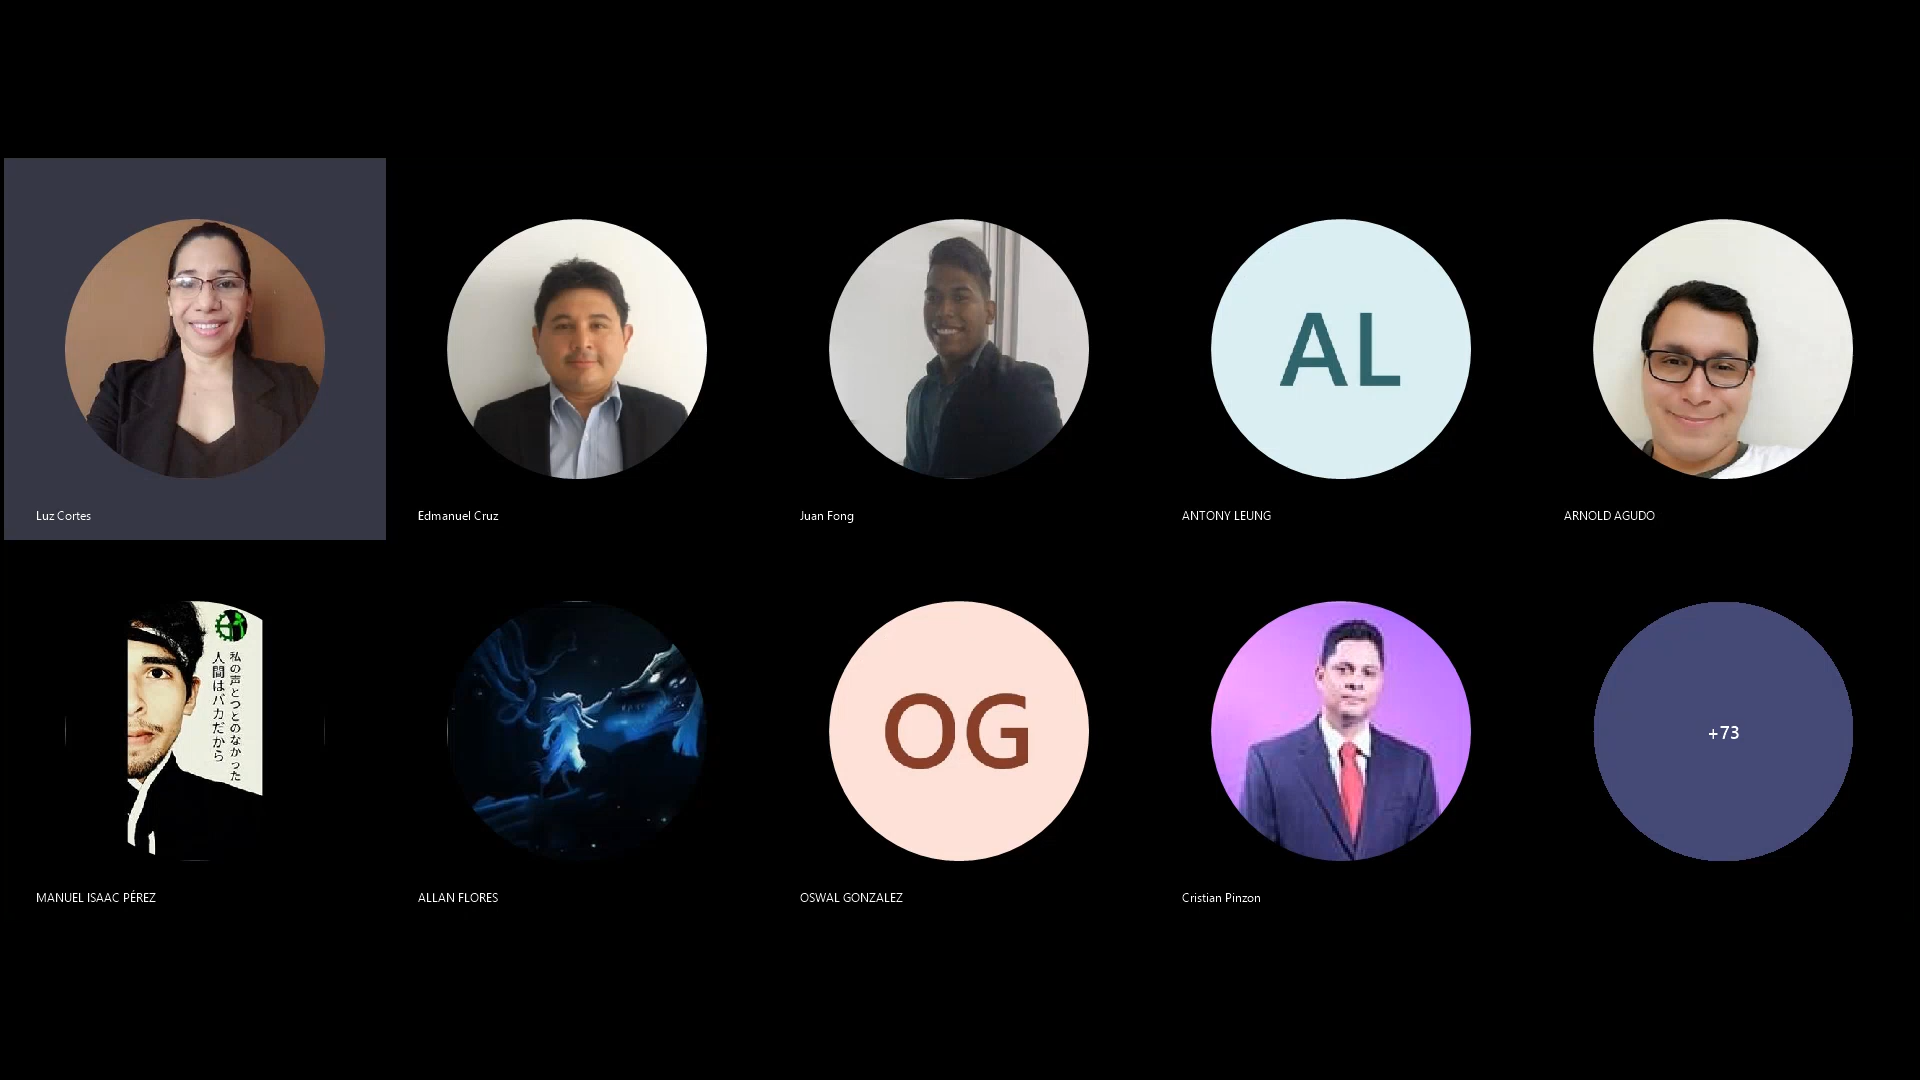 Luz Cortes
Edmanuel Cruz
Juan Fong
AL
ANTONY LEUNG
ARNOLD AGUDO
私の声とつとのなかった
人間はバカだから
MANUEL ISAAC PÉREZ
ALLAN FLORES
OG
OSWAL GONZALEZ
Cristian Pinzon
+73